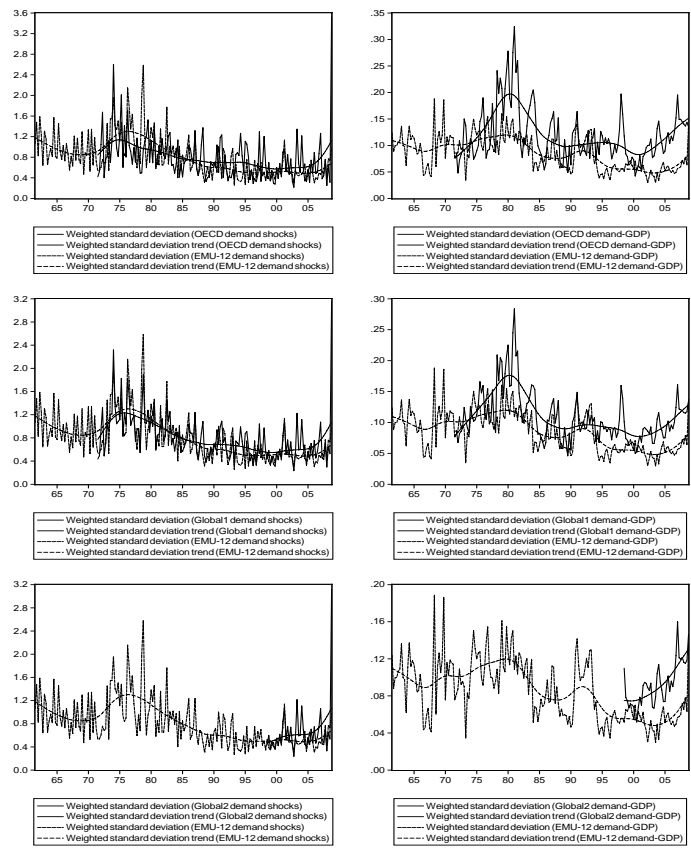 3.6
3.2
2.8
2.4
2.0
1.6
1.2
0.8
0.4
0.0
65 70 75 80 85 90 95 00 05
Weighted standard deviation (OECD demand shocks)
Weighted standard deviation trend (OECD demand shocks)
Weighted standard deviation (EMU-12 demand shocks)
Weighted standard deviation trend (EMU-12 demand shocks)
.35
.30
.25
.20
.15
.10
.05
.00
65 70 75 80 85 90 95 00 05
Weighted standard deviation (OECD demand-GDP)
Weighted standard deviation trend (OECD demand-GDP)
Weighted standard deviation (EMU-12 demand-GDP)
Weighted standard deviation trend (EMU-12 demand-GDP)
3.2
2.8
2.4
2.0
1.6
1.2
0.8
0.4
0.0
65 70 75 80 85 90 95 00 05
Weighted standard deviation (Global1 demand shocks)
Weighted standard deviation trend (Global1 demand shocks)
Weighted standard deviation (EMU-12 demand shocks)
Weighted standard deviation trend (EMU-12 demand shocks)
.30
.25
.20
.15
.10
.05
.00
65 70 75 80 85 90 95 00 05
Weighted standard deviation (Global1 demand-GDP)
Weighted standard deviation trend (Global1 demand-GDP)
Weighted standard deviation (EMU-12 demand-GDP)
Weighted standard deviation trend (EMU-12 demand-GDP)
3.2
2.8
2.4
2.0
1.6
1.2
0.8
0.4
0.0
65 70 75 80 85 90 95 00 05
Weighted standard deviation (Global2 demand shocks)
Weighted standard deviation trend (Global2 demand shocks)
Weighted standard deviation (EMU-12 demand shocks)
Weighted standard deviation trend (EMU-12 demand shocks)
.20
.16
.12
.08
.04
.00
65 70 75 80 85 90 95 00 05
Weighted standard deviation (Global2 demand-GDP)
Weighted standard deviation trend (Global2 demand-GDP)
Weighted standard deviation (EMU-12 demand-GDP)
Weighted standard deviation trend (EMU-12 demand-GDP)